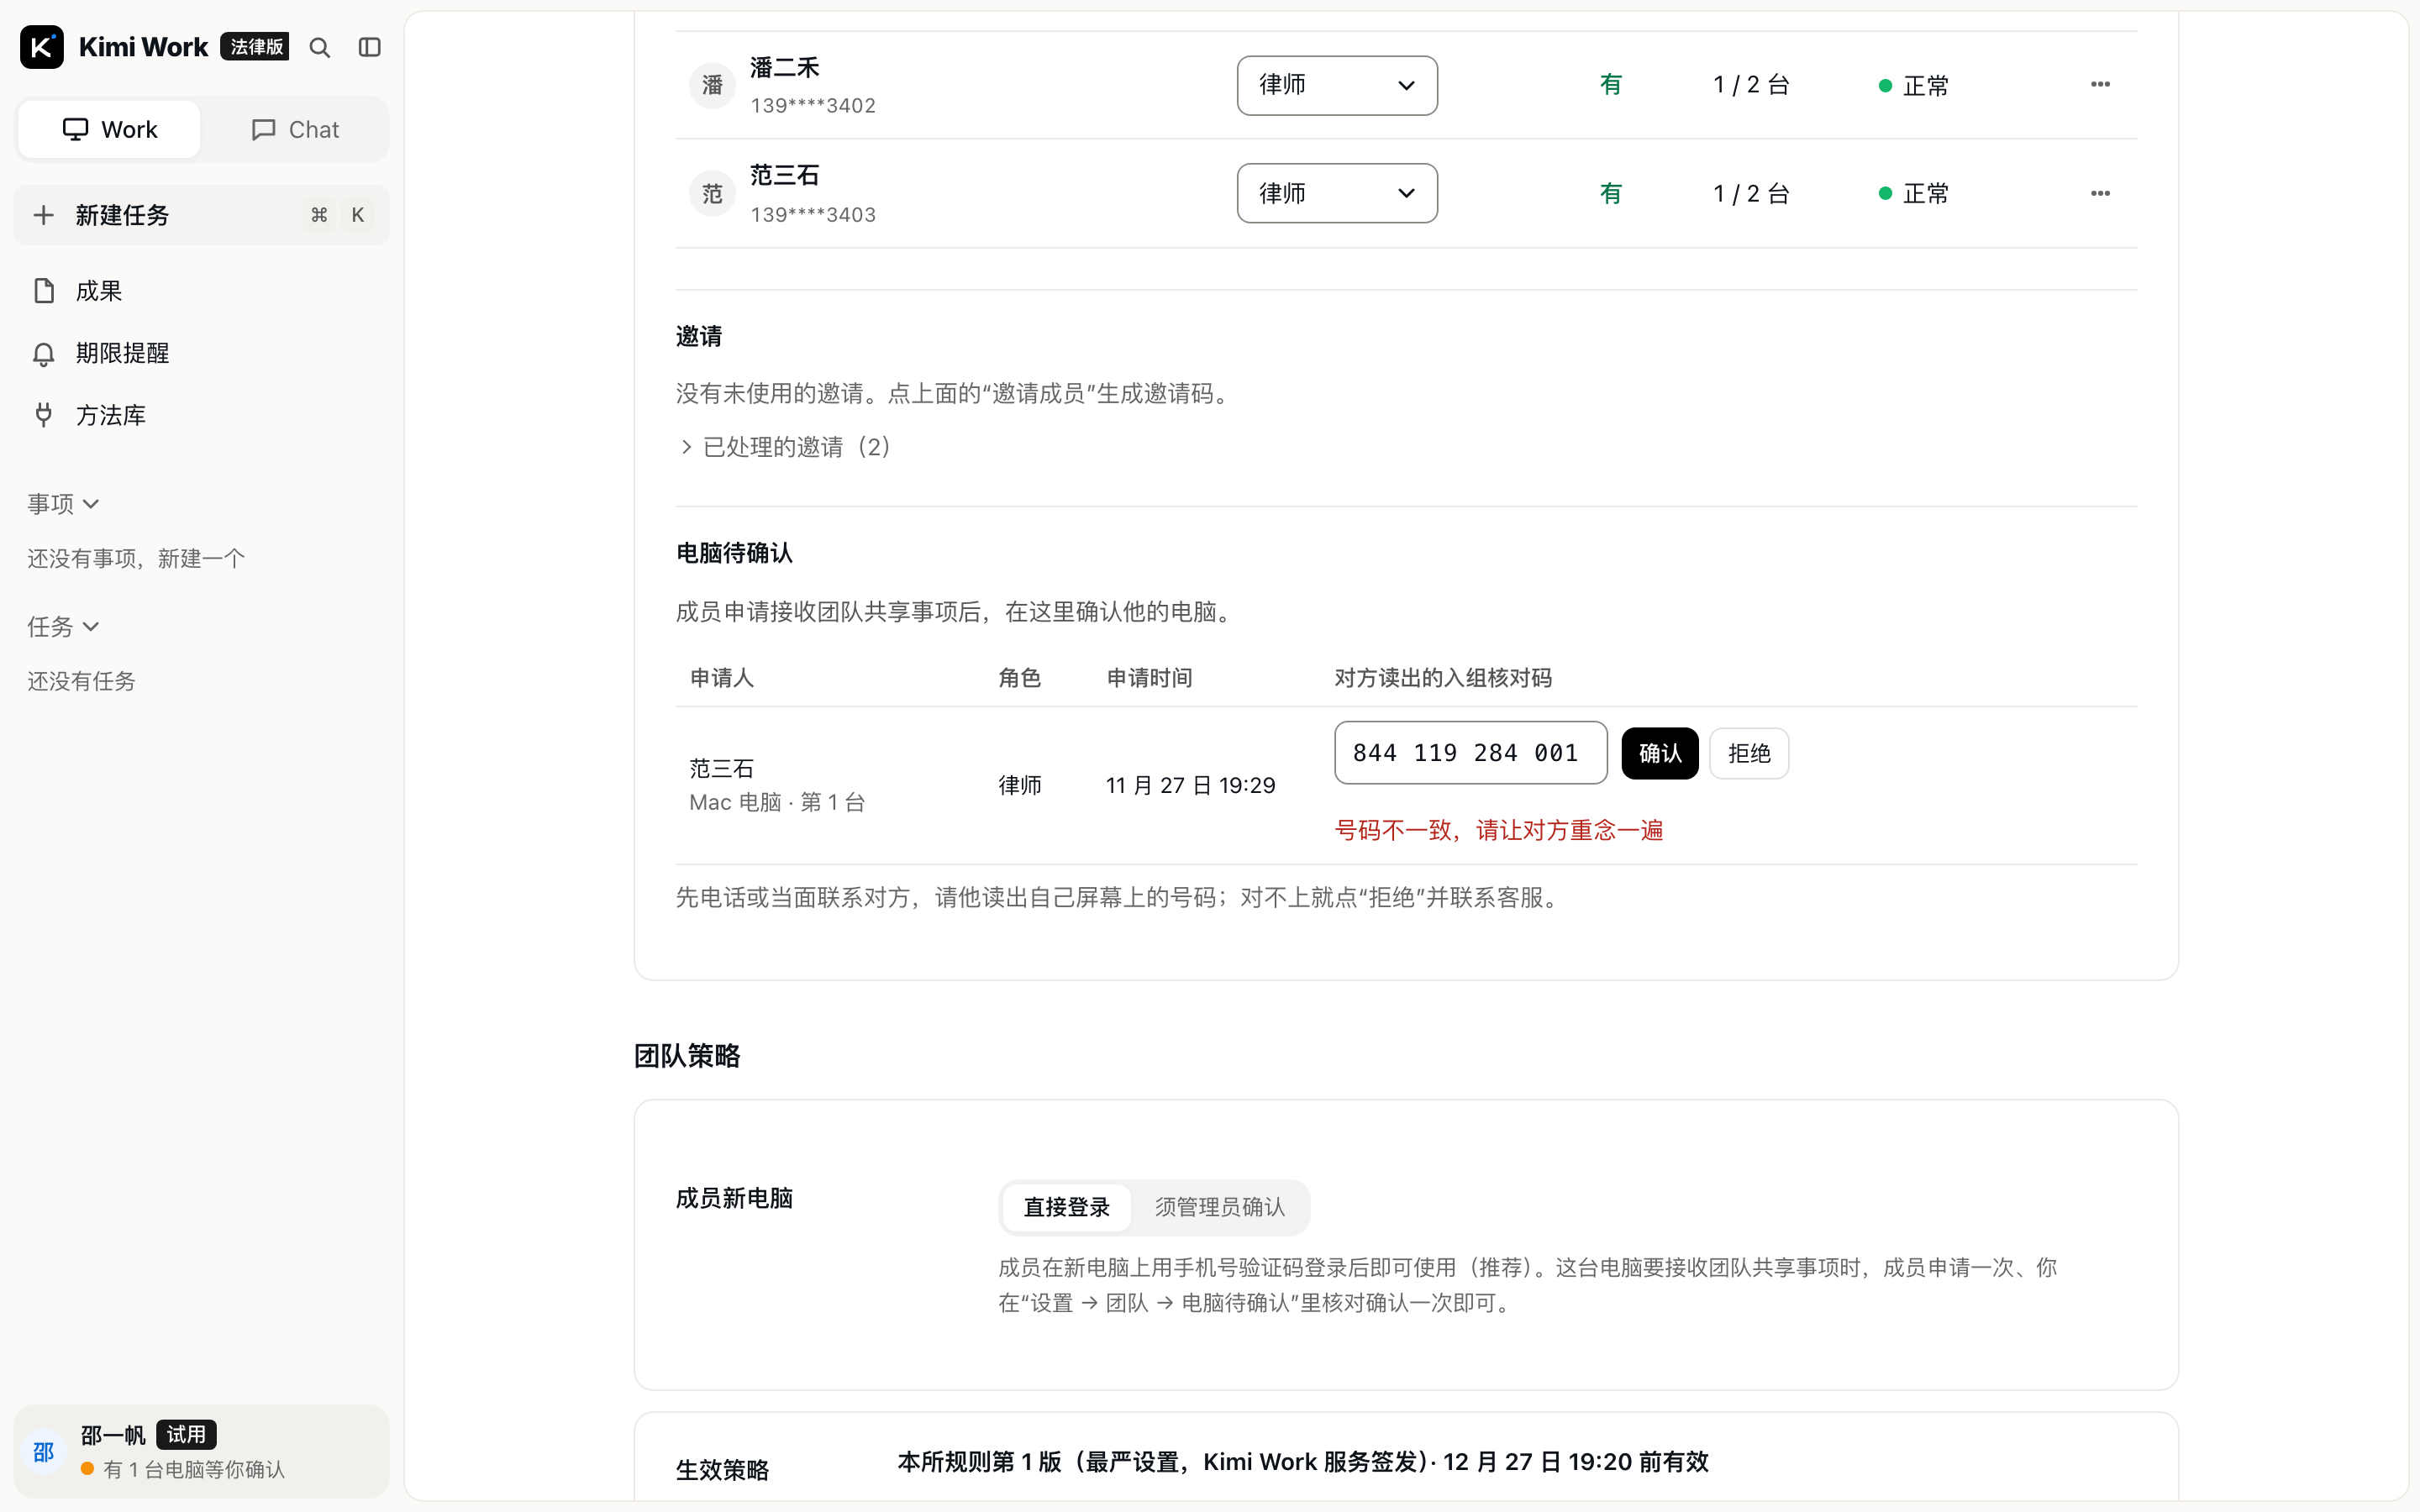 Kimi Work 法律版
Work
Chat
新建任务 ⌘ K
成果
期限提醒
方法库
事项
还没有事项，新建一个
任务
还没有任务
邵
邵一帆 试用
有 1 台电脑等你确认
潘
潘二禾
139****3402
律师
有
1 / 2 台
正常
范
范三石
139****3403
律师
有
1 / 2 台
正常
邀请
没有未使用的邀请。点上面的“邀请成员”生成邀请码。
已处理的邀请（2）
电脑待确认
成员申请接收团队共享事项后，在这里确认他的电脑。
申请人 角色 申请时间 对方读出的入组核对码
范三石
Mac 电脑 · 第 1 台
律师
11 月 27 日 19:29
844 119 284 001
确认
拒绝
号码不一致，请让对方重念一遍
先电话或当面联系对方，请他读出自己屏幕上的号码；对不上就点“拒绝”并联系客服。
团队策略
成员新电脑
直接登录
须管理员确认
成员在新电脑上用手机号验证码登录后即可使用（推荐）。这台电脑要接收团队共享事项时，成员申请一次、你
在“设置 → 团队 → 电脑待确认”里核对确认一次即可。
生效策略
本所规则第 1 版（最严设置，Kimi Work 服务签发）· 12 月 27 日 19:20 前有效